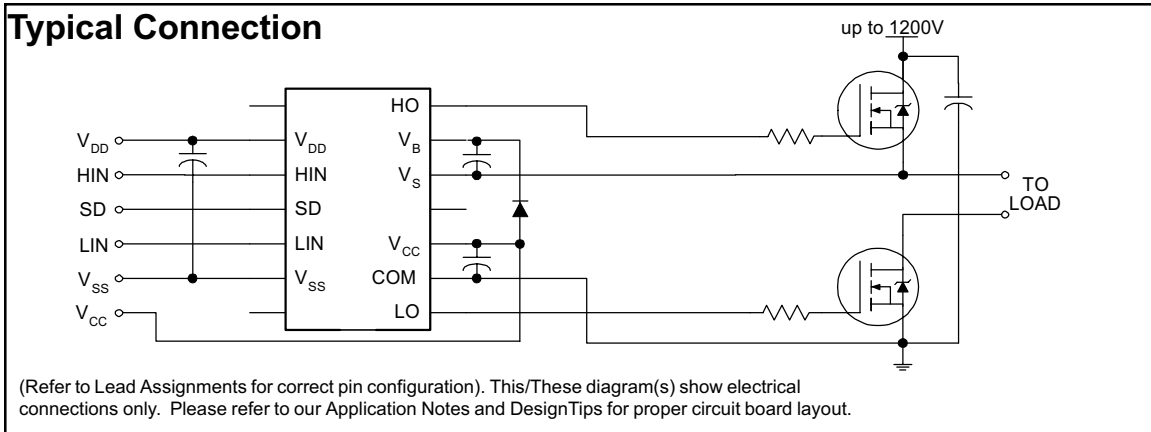 Typical Connection
up to 1200V
HO
V_DD
V_DD
V_B
HIN
HIN
V_S
TO
LOAD
SD
SD
LIN
LIN
V_CC
V_SS
V_SS
COM
V_CC
LO
(Refer to Lead Assignments for correct pin configuration). This/These diagram(s) show electrical
connections only. Please refer to our Application Notes and DesignTips for proper circuit board layout.